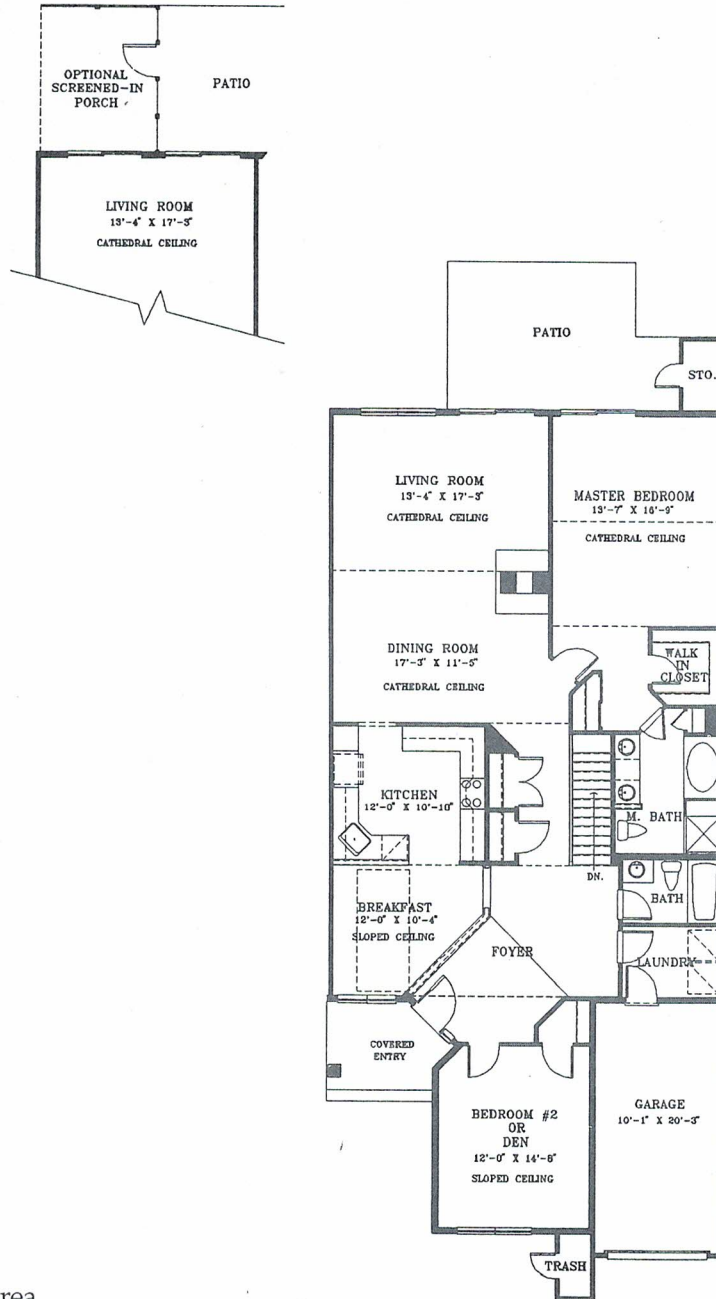 OPTIONAL
SCREENED-IN
PORCH
PATIO
LIVING ROOM
13'-4" X 17'-3"
CATHEDRAL CEILING
PATIO
STO.
LIVING ROOM
13'-4" X 17'-3"
CATHEDRAL CEILING
MASTER BEDROOM
13'-7" X 16'-9"
CATHEDRAL CEILING
DINING ROOM
17'-3" X 11'-5"
CATHEDRAL CEILING
WALK
IN
CLOSET
KITCHEN
12'-0" X 10'-10"
M. BATH
DN.
BATH
BREAKFAST
12'-0" X 10'-4"
SLOPED CEILING
FOYER
LAUNDRY
COVERED
ENTRY
BEDROOM #2
OR
DEN
12'-0" X 14'-8"
SLOPED CEILING
GARAGE
10'-1" X 20'-3"
TRASH
rea